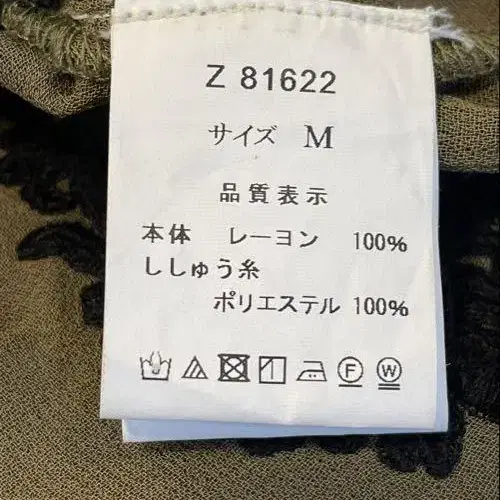 Z 81622
サイズ M
品質表示
本体 レーヨン 100%
ししゅう糸
ポリエステル 100%
F W